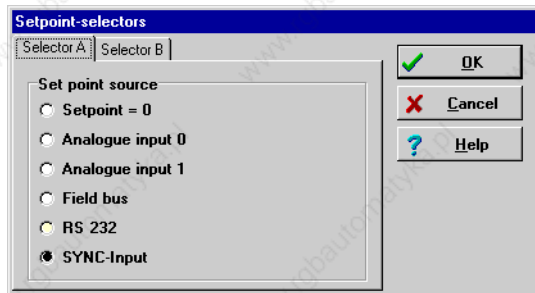 Setpoint-selectors
Selector A
Selector B
Set point source
Setpoint = 0
Analogue input 0
Analogue input 1
Field bus
RS 232
SYNC-Input
OK
Cancel
Help